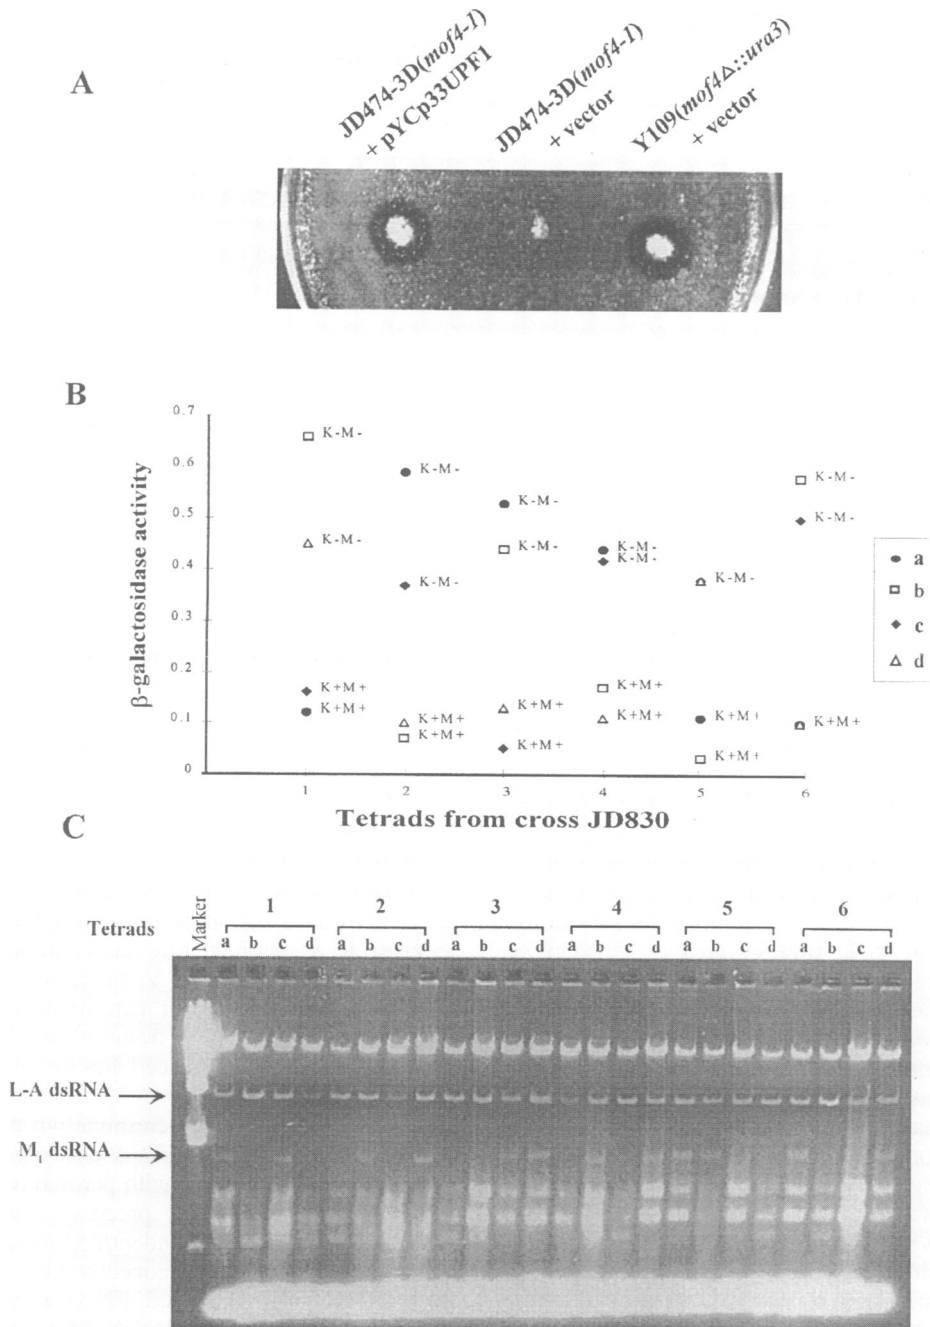 A
JD474-3D(mof4-1)
+ pYCp33UPF1
JD474-3D(mof4-1)
+ vector
Y109(mof4Δ::ura3)
+ vector
B
β-galactosidase activity
0.7
0.6
0.5
0.4
0.3
0.2
0.1
0
K-M-
K-M-
K+M+
K+M+
K-M-
K-M-
K+M+
K+M+
K-M-
K-M-
K+M+
K+M+
K-M-
K-M-
K+M+
K+M+
K-M-
K+M+
K+M+
K-M-
K-M-
K+M+
a
b
c
d
1 2 3 4 5 6
Tetrads from cross JD830
C
Tetrads
Marker
1 2 3 4 5 6
a b c d a b c d a b c d a b c d a b c d a b c d
L-A dsRNA
M1 dsRNA